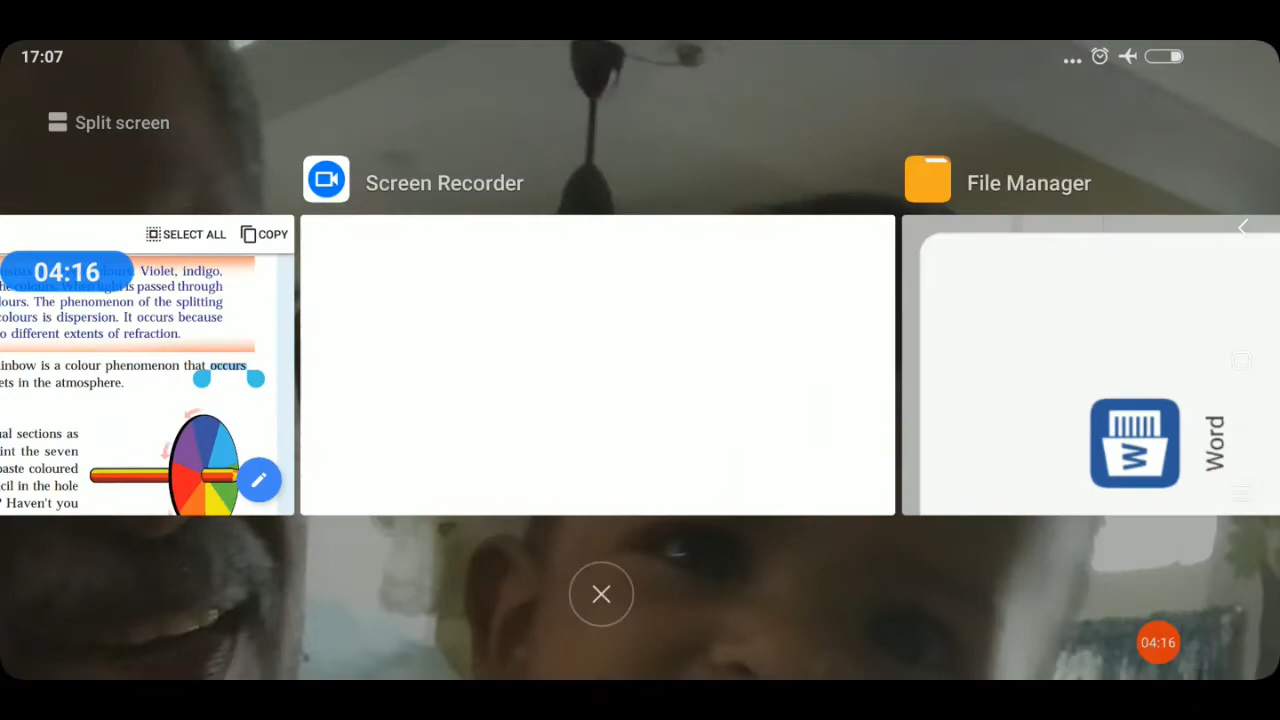 17:07
Split screen
Screen Recorder
File Manager
SELECT ALL COPY
04:16
Violet, indigo.
is passed through
lours. The phenomenon of the splitting
colours is dispersion. It occurs because
o different extents of refraction.
inbow is a colour phenomenon that occurs
ets in the atmosphere.
al sections as
int the seven
paste coloured
cil in the hole
? Haven't you
W
Word
04:16